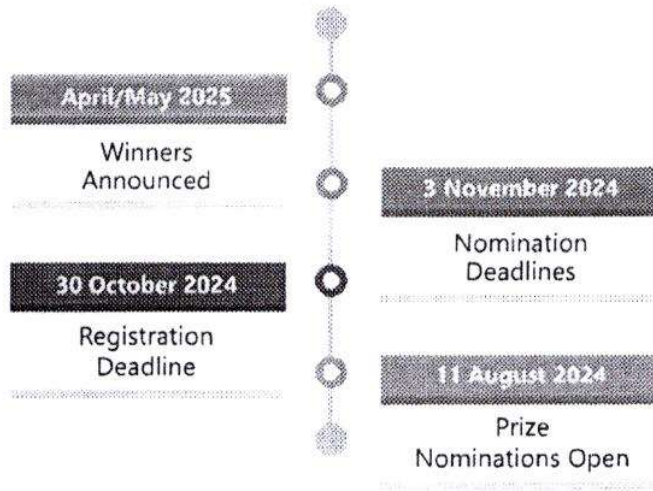 April/May 2025
Winners
Announced
3 November 2024
Nomination
Deadlines
30 October 2024
Registration
Deadline
11 August 2024
Prize
Nominations Open